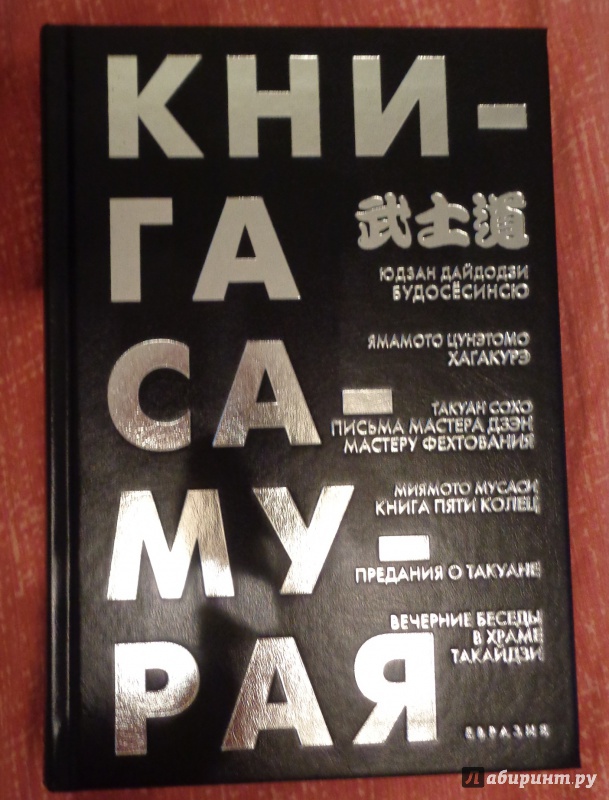 КНИ-
ГА
СА-
МУ-
РАЯ
武士道
ЮДЗАН ДАЙДОДЗИ
БУДОСЁСИНСЮ
ЯМАМОТО ЦУНЭТОМО
ХАГАКУРЭ
ТАКУАН СОХО
ПИСЬМА МАСТЕРА ДЗЭН
МАСТЕРУ ФЕХТОВАНИЯ
МИЯМОТО МУСАСИ
КНИГА ПЯТИ КОЛЕЦ
ПРЕДАНИЯ О ТАКУАНЕ
ВЕЧЕРНИЕ БЕСЕДЫ
В ХРАМЕ
ТАКАЙДЗИ
ЕВРАЗИЯ
Лабиринт.ру